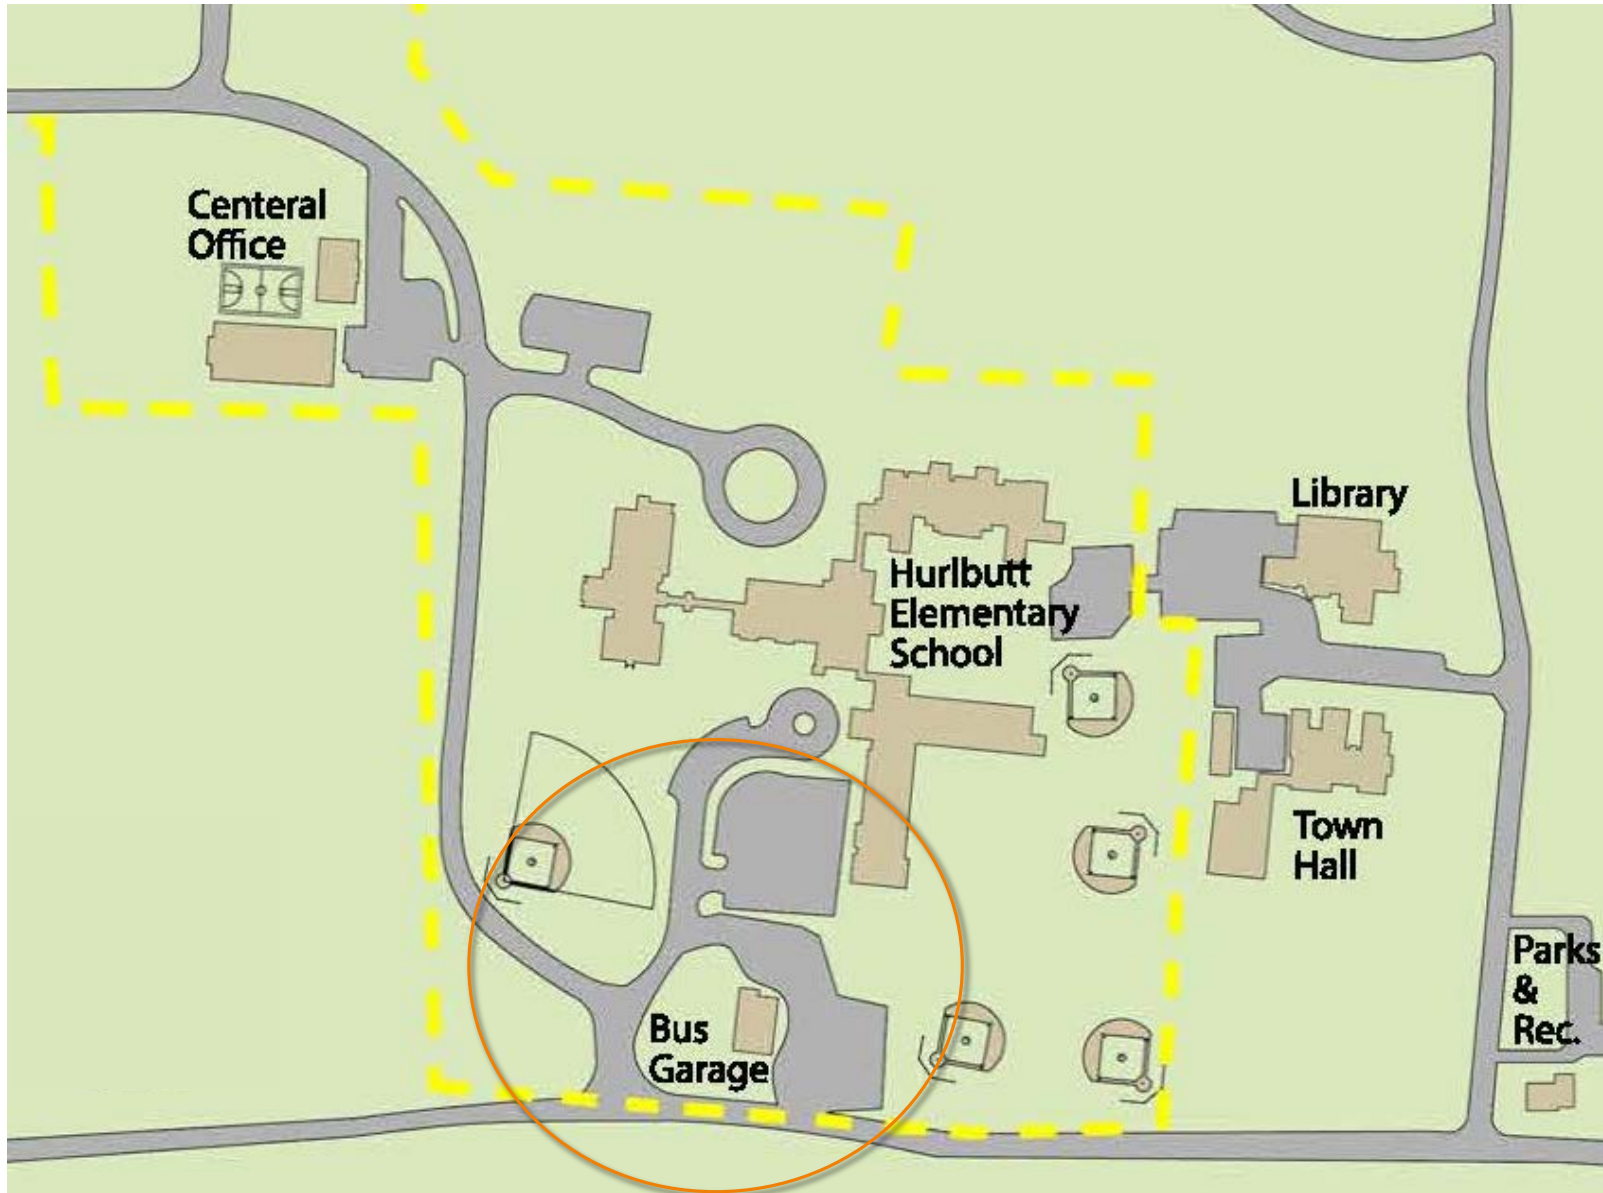 Centeral
Office
Library
Hurlbutt
Elementary
School
Town
Hall
Parks
&
Rec.
Bus
Garage